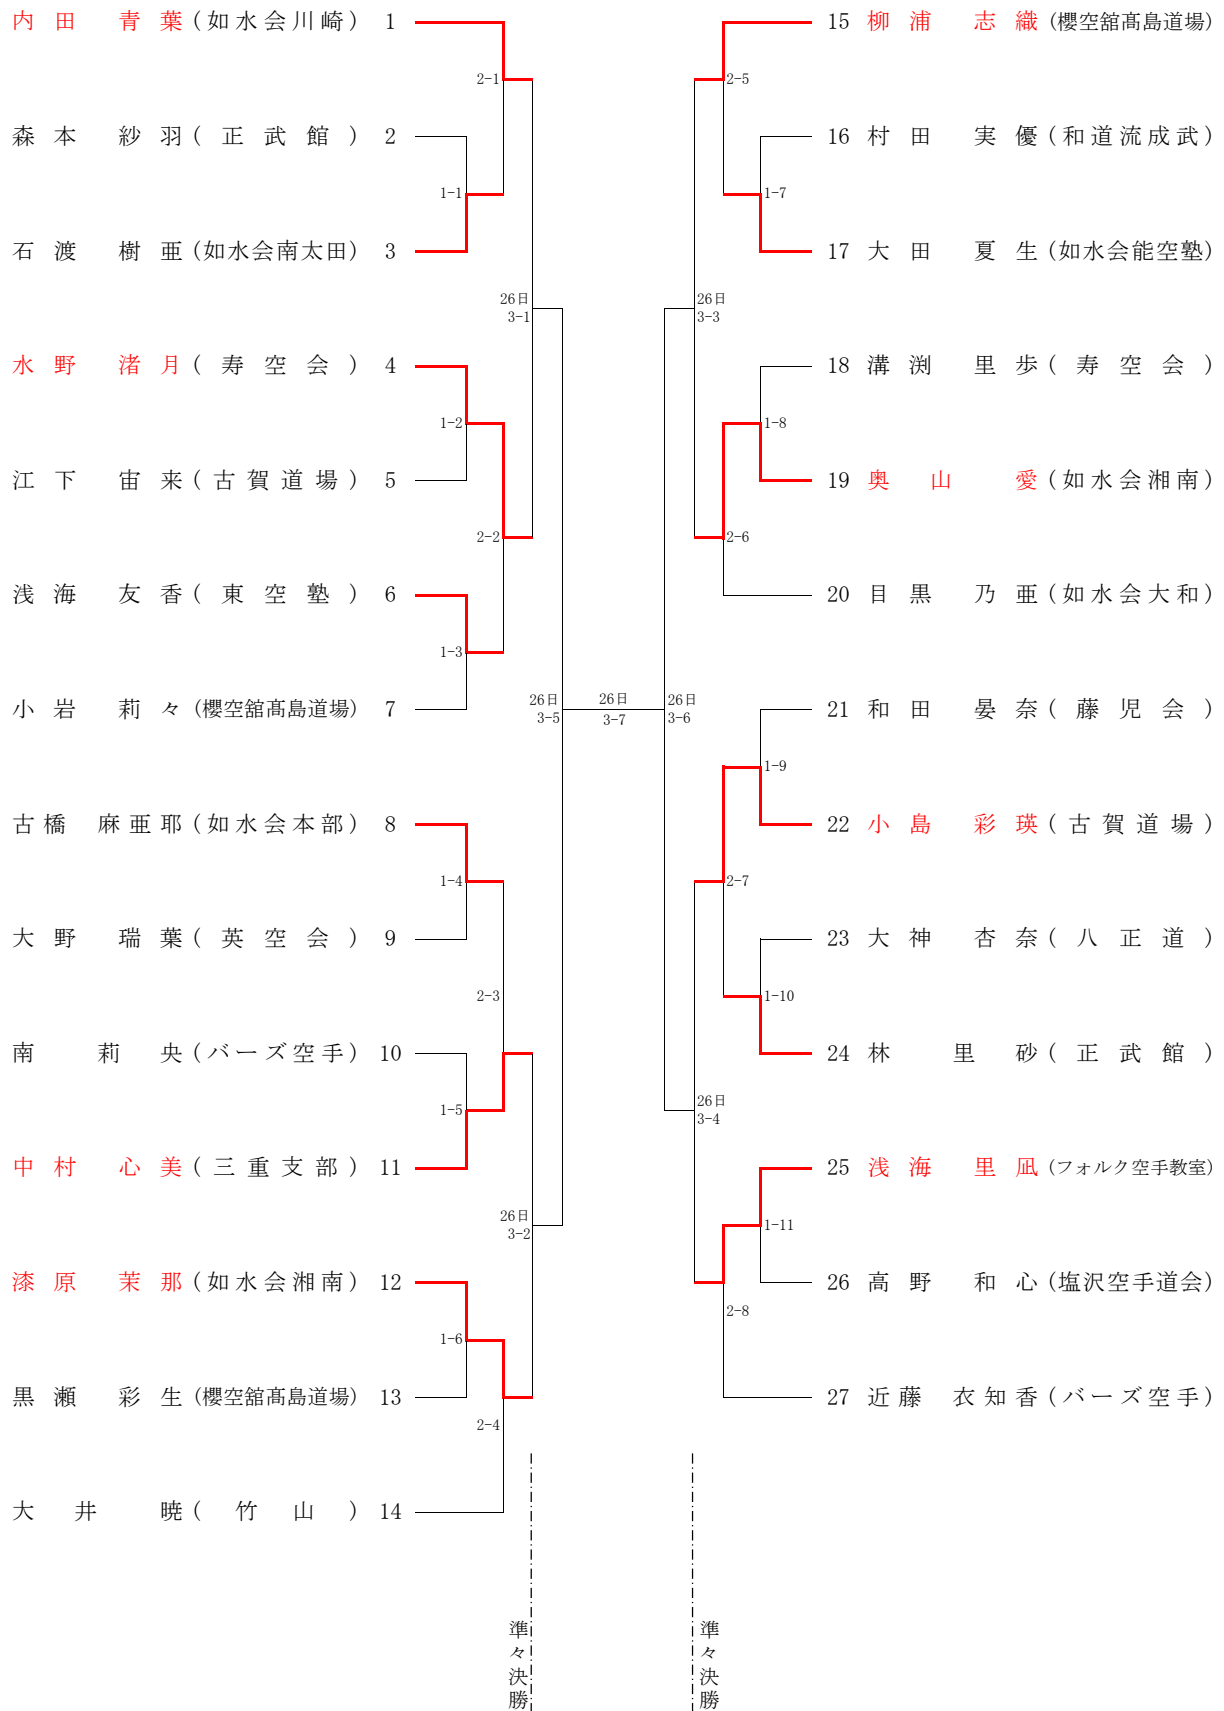 内田 青葉 (如水会川崎) 1
2-1
森本 紗羽 (正武館) 2
1-1
石渡 樹亜 (如水会南太田) 3
26日
3-1
水野 渚月 (寿空会) 4
1-2
江下 宙来 (古賀道場) 5
2-2
浅海 友香 (東空塾) 6
1-3
小岩 莉々 (櫻空舘髙島道場) 7
26日
3-5
古橋 麻亜耶 (如水会本部) 8
1-4
大野 瑞葉 (英空会) 9
2-3
南 莉央 (バーズ空手) 10
1-5
中村 心美 (三重支部) 11
26日
3-2
漆原 茉那 (如水会湘南) 12
1-6
黒瀬 彩生 (櫻空舘髙島道場) 13
2-4
大井 暁 (竹山) 14
準々決勝
26日
3-7
15 柳浦 志織 (櫻空舘髙島道場)
2-5
16 村田 実優 (和道流成武)
1-7
17 大田 夏生 (如水会能空塾)
26日
3-3
18 溝渕 里歩 (寿空会)
1-8
19 奥山 愛 (如水会湘南)
2-6
20 目黒 乃亜 (如水会大和)
26日
3-6
21 和田 晏奈 (藤児会)
1-9
22 小島 彩瑛 (古賀道場)
2-7
23 大神 杏奈 (八正道)
1-10
24 林 里砂 (正武館)
26日
3-4
25 浅海 里凪 (フォルク空手教室)
1-11
26 高野 和心 (塩沢空手道会)
2-8
27 近藤 衣知香 (バーズ空手)
準々決勝